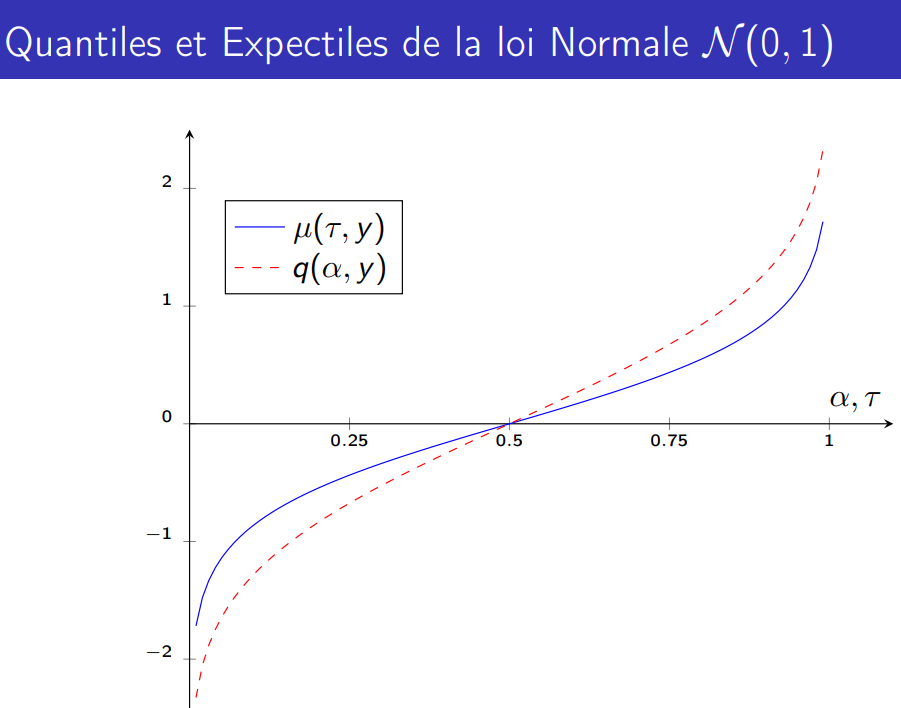 Quantiles et Expectiles de la loi Normale 𝒩(0, 1)
2
μ(τ, y)
q(α, y)
1
α, τ
0
0.25 0.5 0.75 1
−1
−2